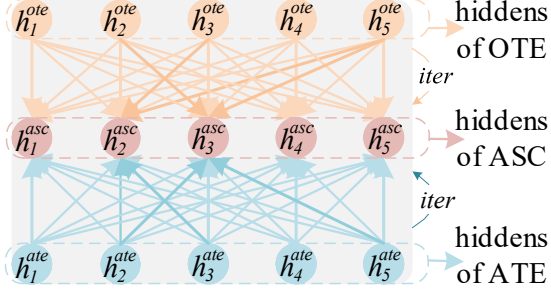 h₁ᵒᵗᵉ h₂ᵒᵗᵉ h₃ᵒᵗᵉ h₄ᵒᵗᵉ h₅ᵒᵗᵉ hiddens
of OTE
iter
h₁ᵃˢᶜ h₂ᵃˢᶜ h₃ᵃˢᶜ h₄ᵃˢᶜ h₅ᵃˢᶜ hiddens
of ASC
iter
h₁ᵃᵗᵉ h₂ᵃᵗᵉ h₃ᵃᵗᵉ h₄ᵃᵗᵉ h₅ᵃᵗᵉ hiddens
of ATE